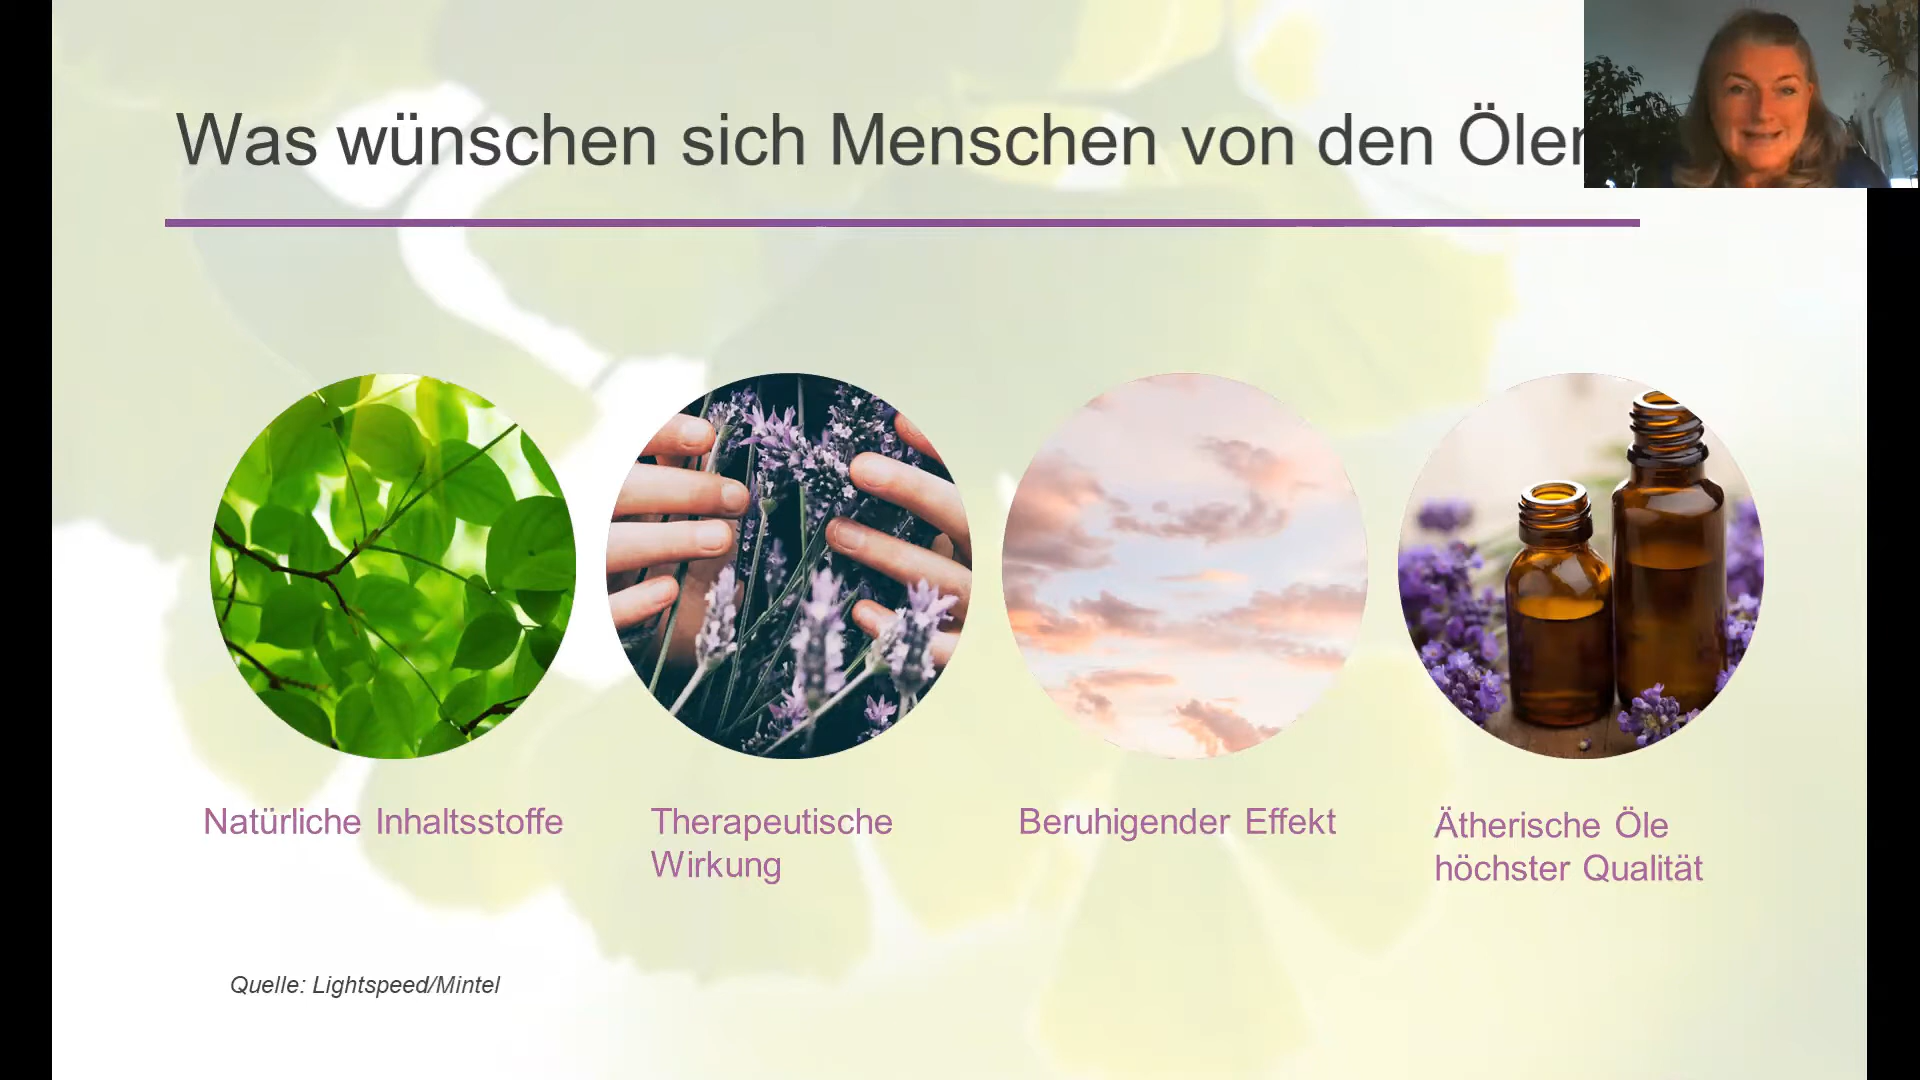 Was wünschen sich Menschen von den Öle
Natürliche Inhaltsstoffe
Therapeutische
Wirkung
Beruhigender Effekt
Ätherische Öle
höchster Qualität
Quelle: Lightspeed/Mintel